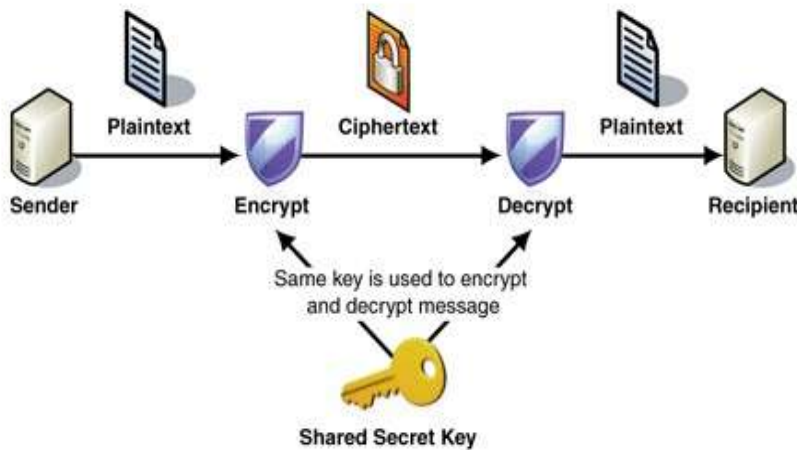 Plaintext
Ciphertext
Plaintext
Sender
Encrypt
Decrypt
Recipient
Same key is used to encrypt
and decrypt message
Shared Secret Key